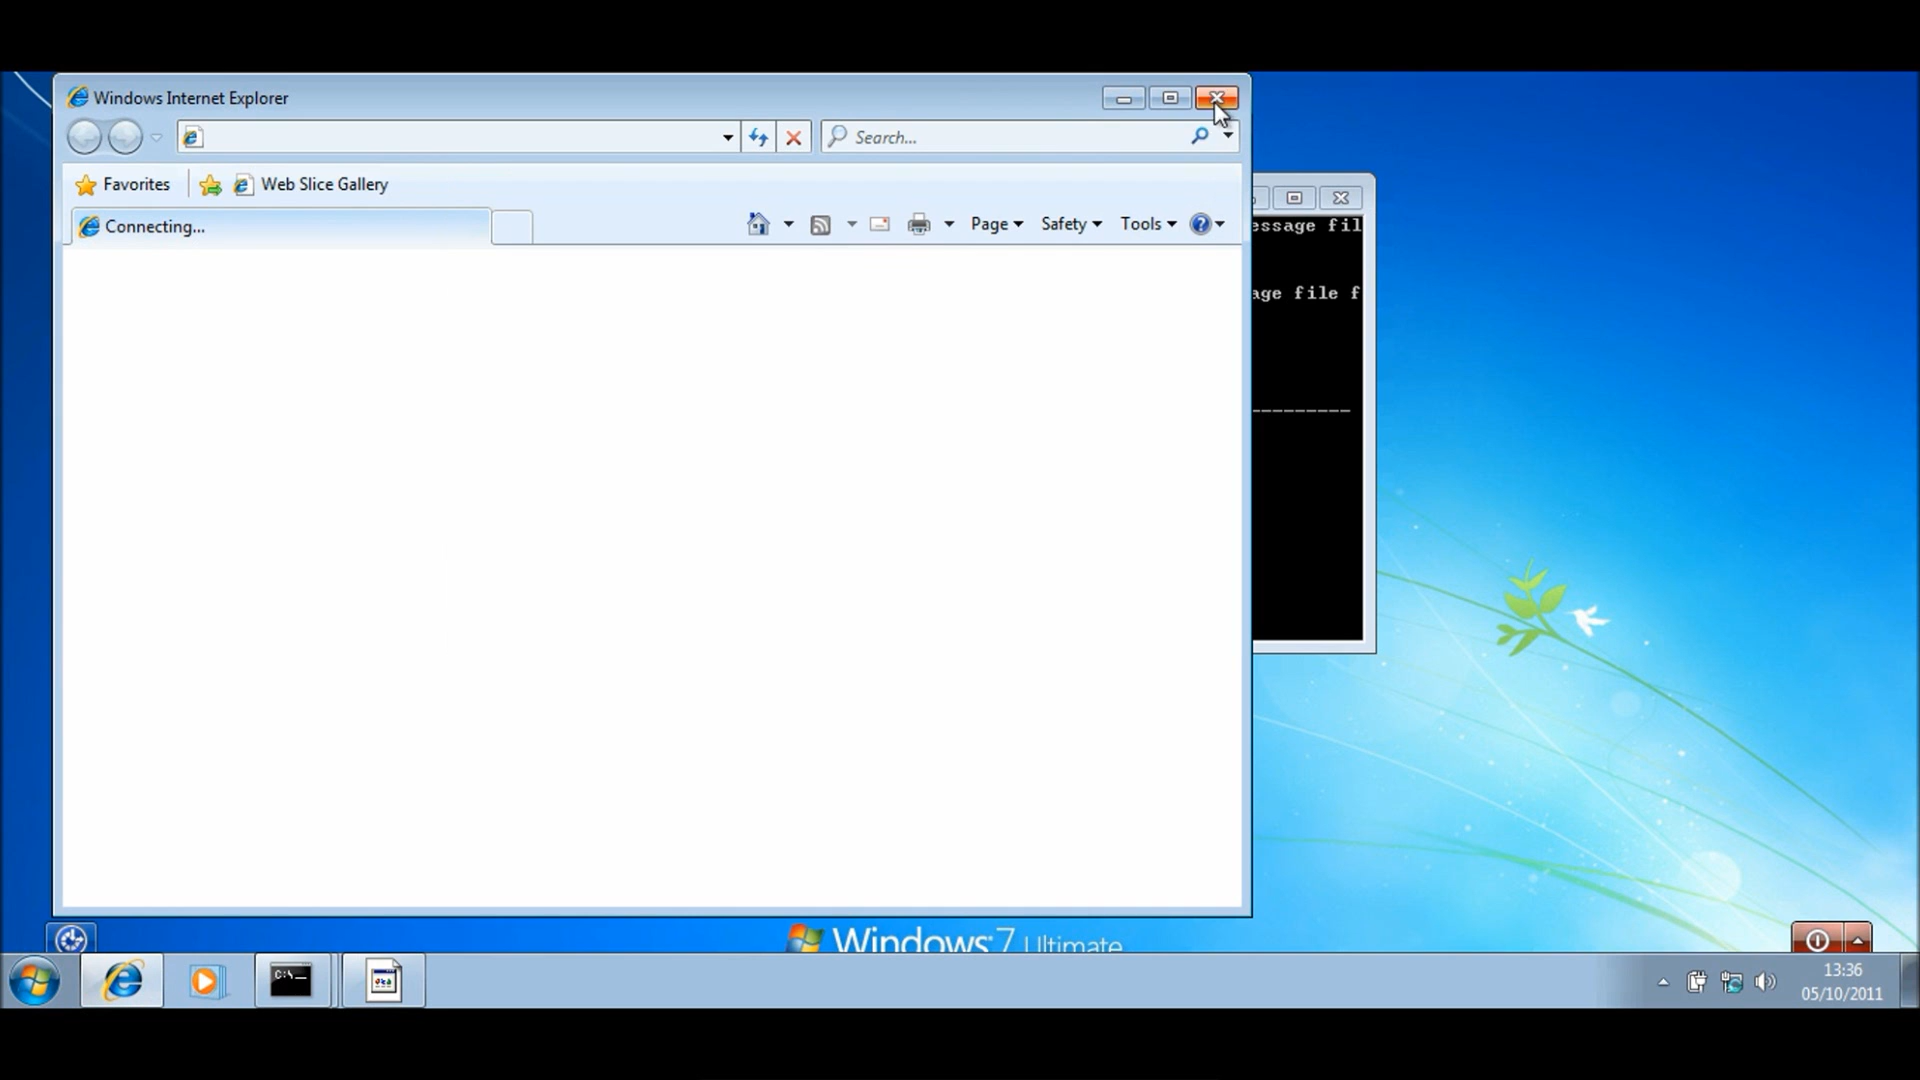 Windows Internet Explorer
Search...
Favorites
Web Slice Gallery
Connecting...
Page
Safety
Tools
fil
age file f
----------
Windows 7 Ultimate
C:\_
13:36
05/10/2011